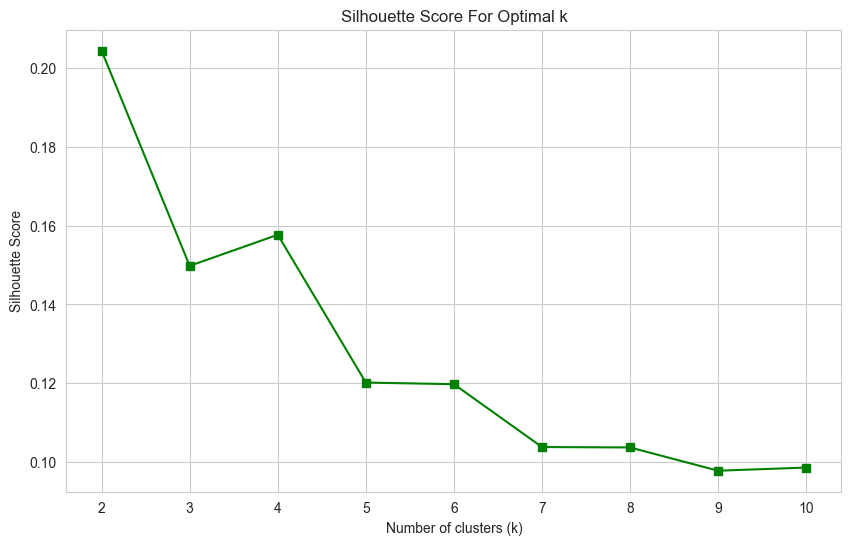 Silhouette Score For Optimal k
Silhouette Score
0.20
0.18
0.16
0.14
0.12
0.10
2 3 4 5 6 7 8 9 10
Number of clusters (k)